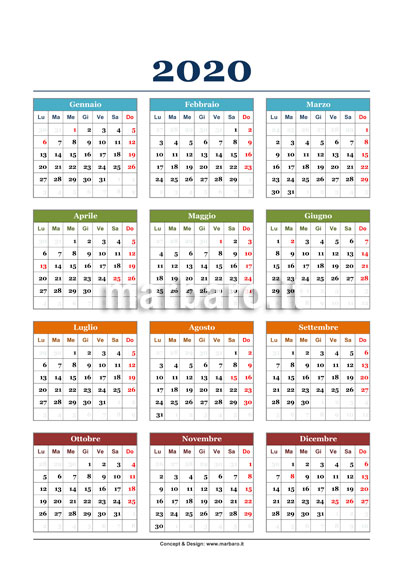 2020
Gennaio
Lu Ma Me Gi Ve Sa Do
1 2 3 4 5
6 7 8 9 10 11 12
13 14 15 16 17 18 19
20 21 22 23 24 25 26
27 28 29 30 31
Febbraio
Lu Ma Me Gi Ve Sa Do
1 2
3 4 5 6 7 8 9
10 11 12 13 14 15 16
17 18 19 20 21 22 23
24 25 26 27 28 29
Marzo
Lu Ma Me Gi Ve Sa Do
1
2 3 4 5 6 7 8
9 10 11 12 13 14 15
16 17 18 19 20 21 22
23 24 25 26 27 28 29
30 31
Aprile
Lu Ma Me Gi Ve Sa Do
1 2 3 4 5
6 7 8 9 10 11 12
13 14 15 16 17 18 19
20 21 22 23 24 25 26
27 28 29 30
Maggio
Lu Ma Me Gi Ve Sa Do
1 2 3
4 5 6 7 8 9 10
11 12 13 14 15 16 17
18 19 20 21 22 23 24
25 26 27 28 29 30 31
Giugno
Lu Ma Me Gi Ve Sa Do
1 2 3 4 5 6 7
8 9 10 11 12 13 14
15 16 17 18 19 20 21
22 23 24 25 26 27 28
29 30
marbaro.it
Luglio
Lu Ma Me Gi Ve Sa Do
1 2 3 4 5
6 7 8 9 10 11 12
13 14 15 16 17 18 19
20 21 22 23 24 25 26
27 28 29 30 31
Agosto
Lu Ma Me Gi Ve Sa Do
1 2
3 4 5 6 7 8 9
10 11 12 13 14 15 16
17 18 19 20 21 22 23
24 25 26 27 28 29 30
31
Settembre
Lu Ma Me Gi Ve Sa Do
1 2 3 4 5 6
7 8 9 10 11 12 13
14 15 16 17 18 19 20
21 22 23 24 25 26 27
28 29 30
Ottobre
Lu Ma Me Gi Ve Sa Do
1 2 3 4
5 6 7 8 9 10 11
12 13 14 15 16 17 18
19 20 21 22 23 24 25
26 27 28 29 30 31
Novembre
Lu Ma Me Gi Ve Sa Do
1
2 3 4 5 6 7 8
9 10 11 12 13 14 15
16 17 18 19 20 21 22
23 24 25 26 27 28 29
30
Dicembre
Lu Ma Me Gi Ve Sa Do
1 2 3 4 5 6
7 8 9 10 11 12 13
14 15 16 17 18 19 20
21 22 23 24 25 26 27
28 29 30 31
Concept & Design: www.marbaro.it